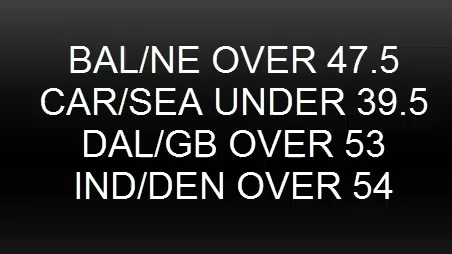 BAL/NE OVER 47.5
CAR/SEA UNDER 39.5
DAL/GB OVER 53
IND/DEN OVER 54